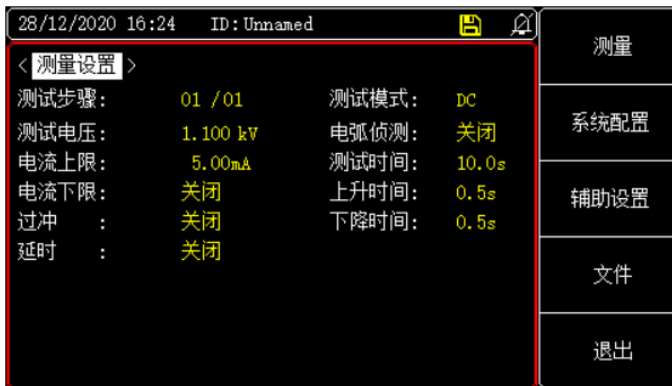 28/12/2020 16:24 ID:Unnamed
< 测量设置 >
测试步骤: 01 /01 测试模式: DC
测试电压: 1.100 kV 电弧侦测: 关闭
电流上限: 5.00mA 测试时间: 10.0s
电流下限: 关闭 上升时间: 0.5s
过冲 : 关闭 下降时间: 0.5s
延时 : 关闭
测量
系统配置
辅助设置
文件
退出